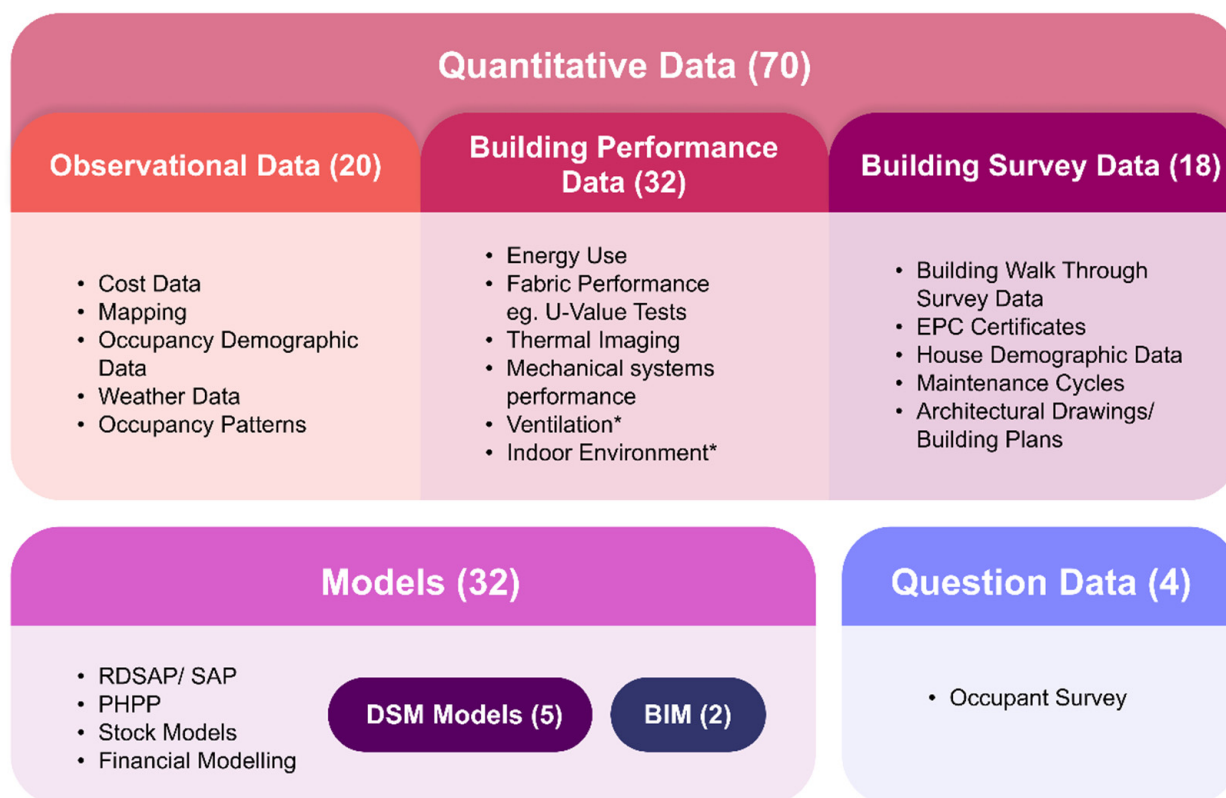 Quantitative Data (70)
Observational Data (20)
• Cost Data
• Mapping
• Occupancy Demographic
Data
• Weather Data
• Occupancy Patterns
Building Performance
Data (32)
• Energy Use
• Fabric Performance
eg. U-Value Tests
• Thermal Imaging
• Mechanical systems
performance
• Ventilation*
• Indoor Environment*
Building Survey Data (18)
• Building Walk Through
Survey Data
• EPC Certificates
• House Demographic Data
• Maintenance Cycles
• Architectural Drawings/
Building Plans
Models (32)
• RDSAP/ SAP
• PHPP
• Stock Models
• Financial Modelling
DSM Models (5)
BIM (2)
Question Data (4)
• Occupant Survey